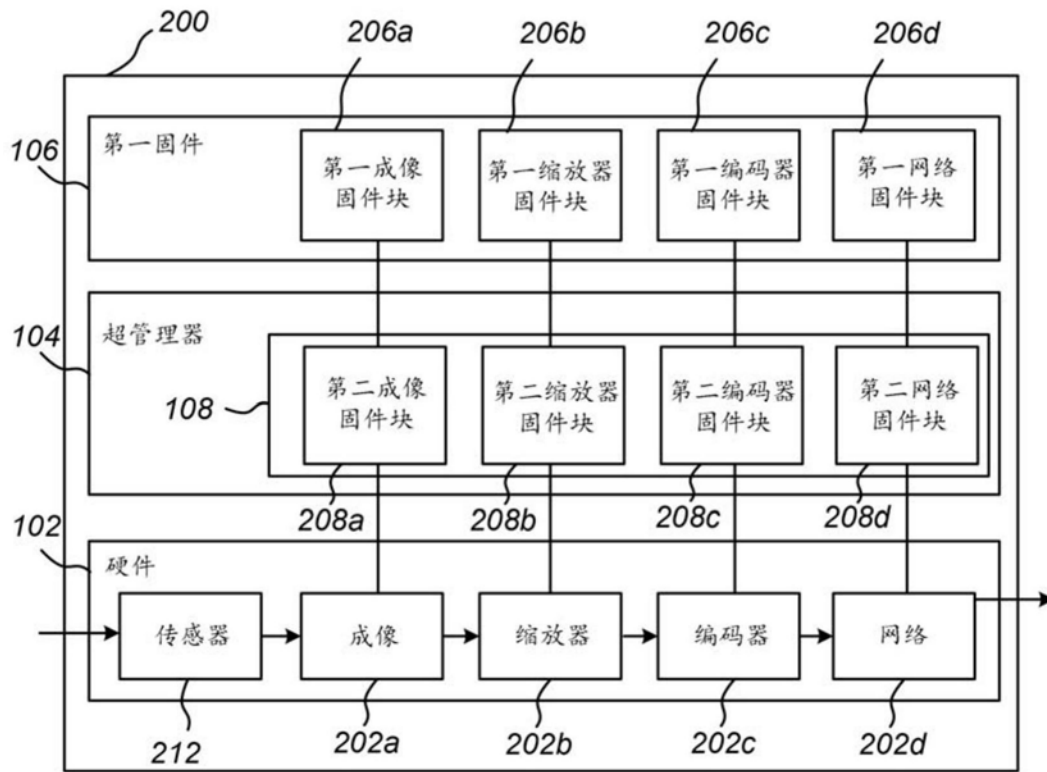 200
206a
206b
206c
206d
106
第一固件
第一成像
固件块
第一缩放器
固件块
第一编码器
固件块
第一网络
固件块
104
超管理器
108
第二成像
固件块
第二缩放器
固件块
第二编码器
固件块
第二网络
固件块
208a
208b
208c
208d
102
硬件
传感器
成像
缩放器
编码器
网络
212
202a
202b
202c
202d